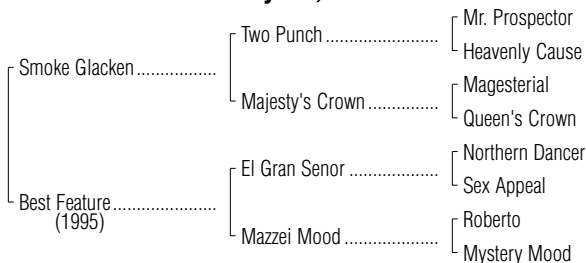 Mr. Prospector
Two Punch ......................
Heavenly Cause
Smoke Glacken ................
Magesterial
Majesty's Crown ..............
Queen's Crown
Northern Dancer
El Gran Senor .................
Sex Appeal
Best Feature .....................
(1995)
Roberto
Mazzei Mood ..................
Mystery Mood